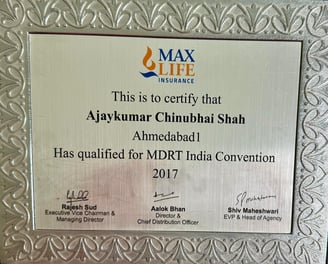 MAX
LIFE
INSURANCE
This is to certify that
Ajaykumar Chinubhai Shah
Ahmedabad1
Has qualified for MDRT India Convention
2017
Rajesh Sud
Executive Vice Chairman &
Managing Director
Aalok Bhan
Director &
Chief Distribution Officer
Shiv Maheshwari
EVP & Head of Agency